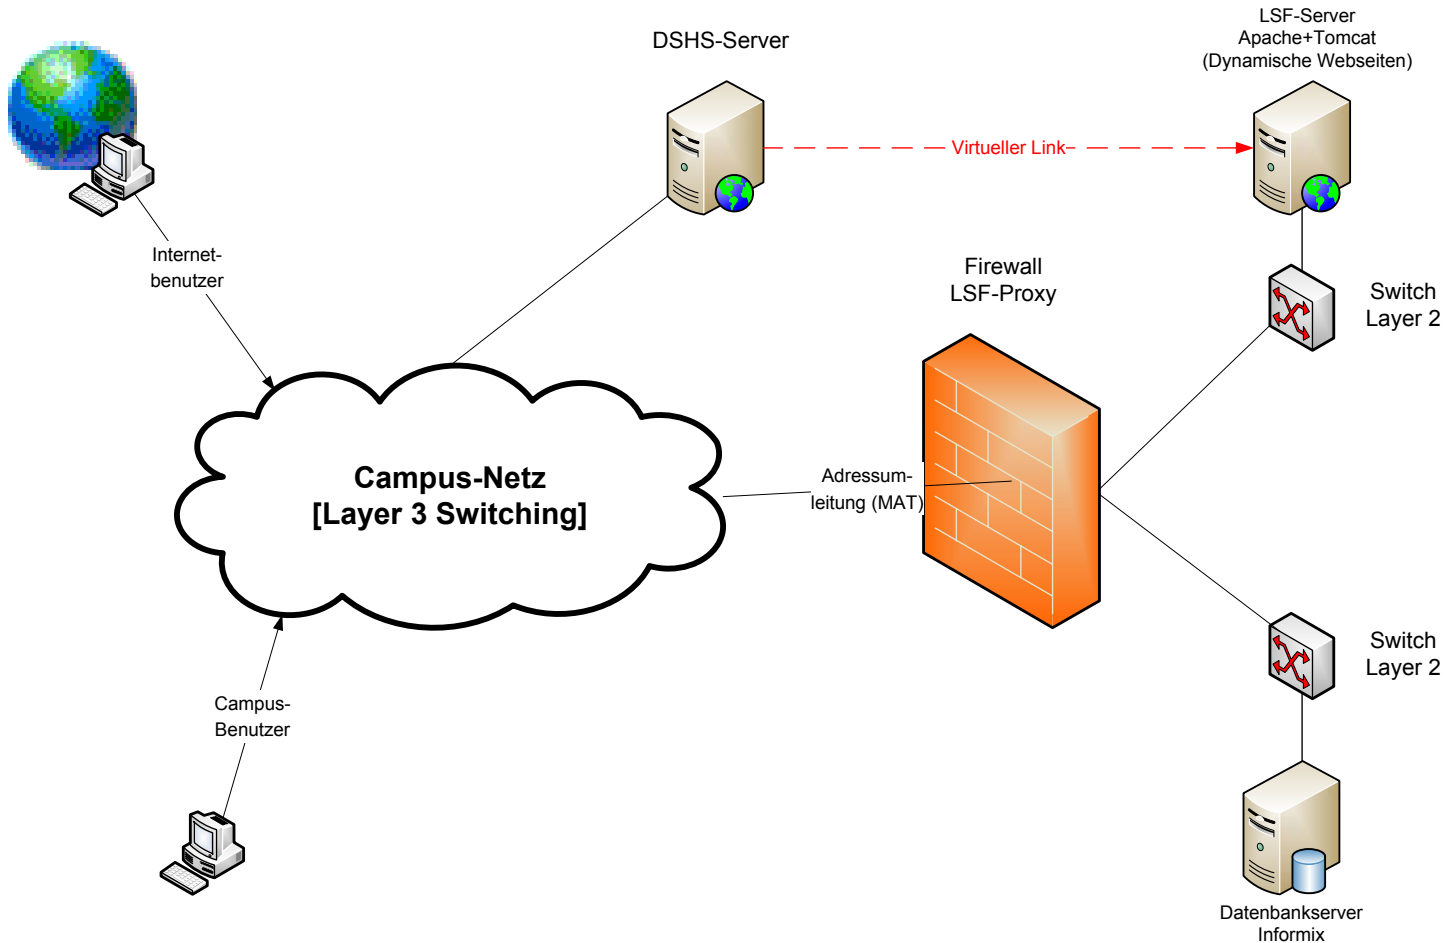 DSHS-Server
LSF-Server
Apache+Tomcat
(Dynamische Webseiten)
Virtueller Link
Internet-
benutzer
Firewall
LSF-Proxy
Switch
Layer 2
Campus-Netz
[Layer 3 Switching]
Adressum-
leitung (MAT)
Switch
Layer 2
Campus-
Benutzer
Datenbankserver
Informix